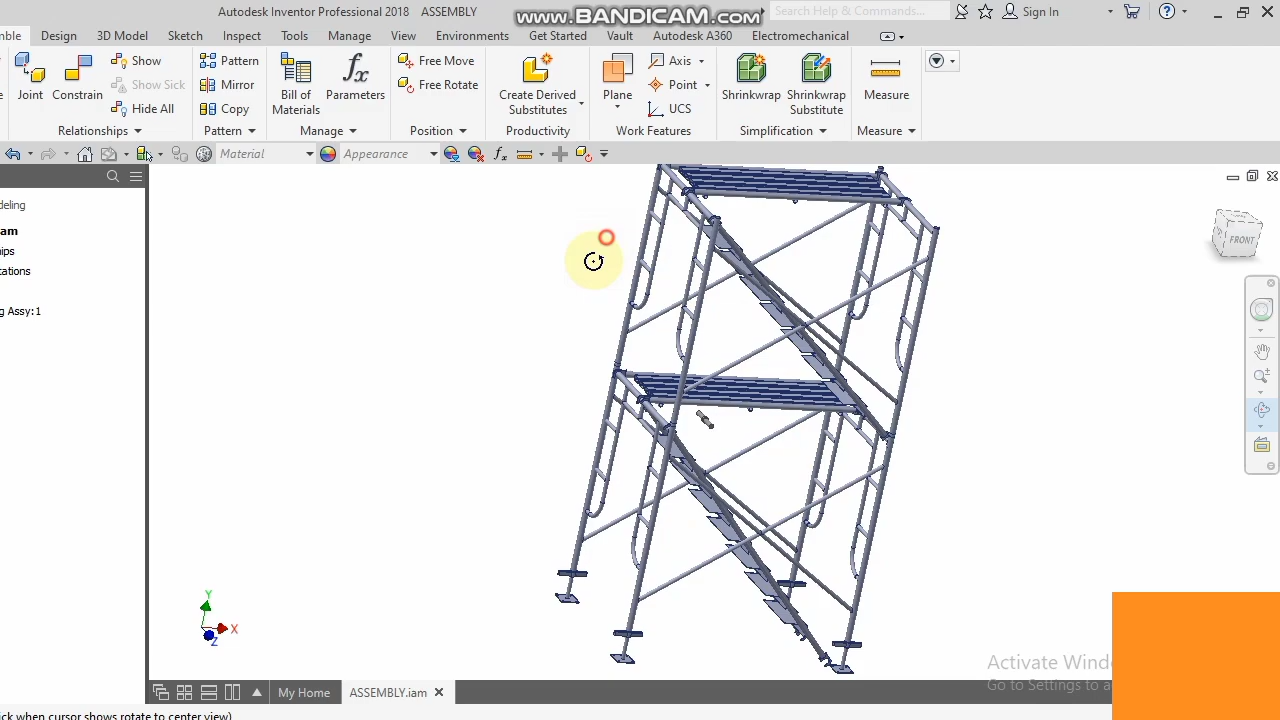 Autodesk Inventor Professional 2018 ASSEMBLY
www.BANDICAM.com
Search Help & Commands...
Sign In
mble Design 3D Model Sketch Inspect Tools Manage View Environments Get Started Vault Autodesk A360 Electromechanical
Joint
Constrain
Show
Show Sick
Hide All
Relationships
Pattern
Mirror
Copy
Pattern
Bill of
Materials
Parameters
Manage
Free Move
Free Rotate
Position
Create Derived
Substitutes
Productivity
Plane
Axis
Point
UCS
Work Features
Shrinkwrap
Shrinkwrap
Substitute
Simplification
Measure
Measure
Material
Appearance
deling
am
ips
tations
g Assy:1
FRONT
Y
X
Z
Activate Windo
Go to Settings to a
My Home
ASSEMBLY.iam
ick when cursor shows rotate to center view)